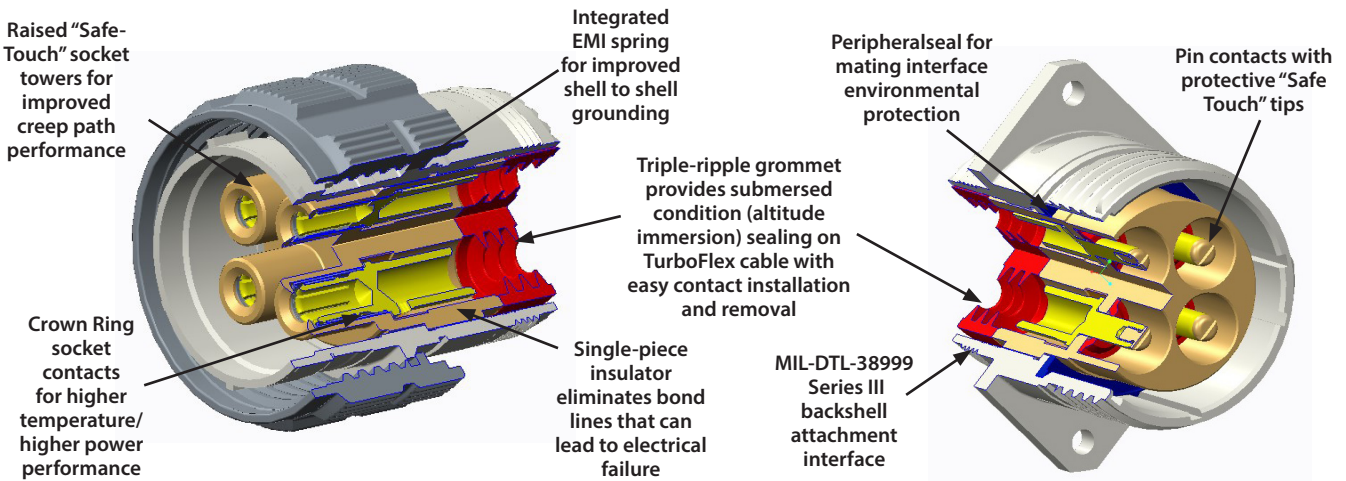 Raised “Safe-
Touch” socket
towers for
improved
creep path
performance
Integrated
EMI spring
for improved
shell to shell
grounding
Peripheralseal for
mating interface
environmental
protection
Pin contacts with
protective “Safe
Touch” tips
Triple-ripple grommet
provides submersed
condition (altitude
immersion) sealing on
TurboFlex cable with
easy contact installation
and removal
Crown Ring
socket
contacts
for higher
temperature/
higher power
performance
Single-piece
insulator
eliminates bond
lines that can
lead to electrical
failure
MIL-DTL-38999
Series III
backshell
attachment
interface